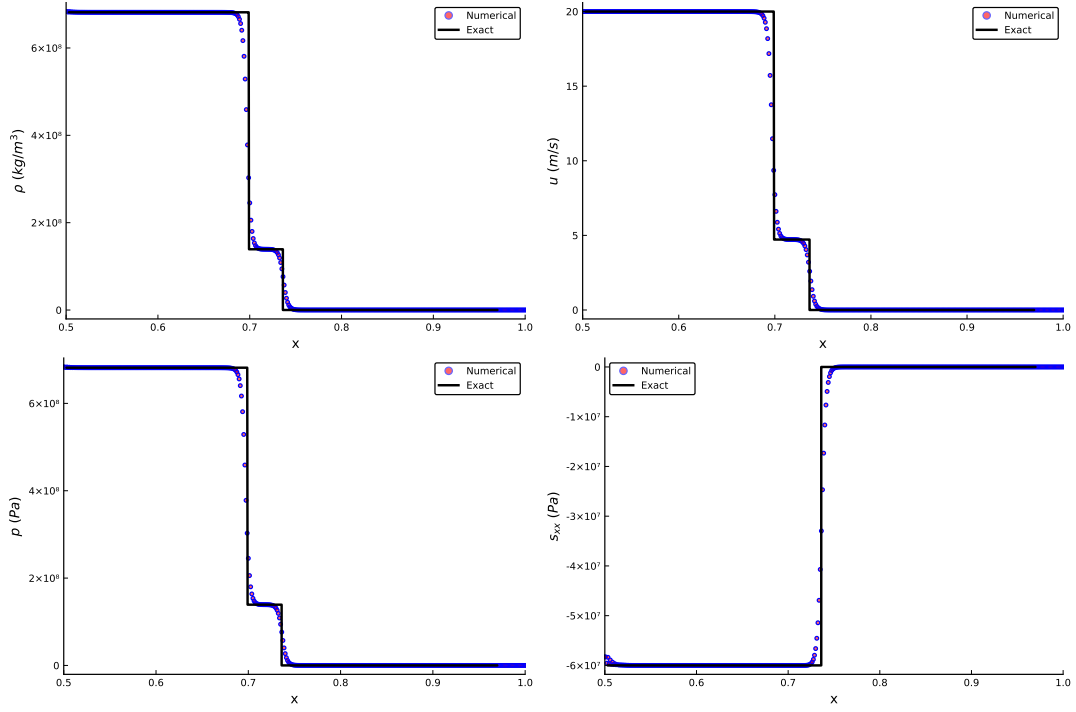 6×10⁸
4×10⁸
2×10⁸
0
0.5 0.6 0.7 0.8 0.9 1.0
x
ρ (kg/m³)
Numerical
Exact
20
15
10
5
0
0.5 0.6 0.7 0.8 0.9 1.0
x
u (m/s)
Numerical
Exact
6×10⁸
4×10⁸
2×10⁸
0
0.5 0.6 0.7 0.8 0.9 1.0
x
p (Pa)
Numerical
Exact
0
-1×10⁷
-2×10⁷
-3×10⁷
-4×10⁷
-5×10⁷
-6×10⁷
0.5 0.6 0.7 0.8 0.9 1.0
x
sₓₓ (Pa)
Numerical
Exact